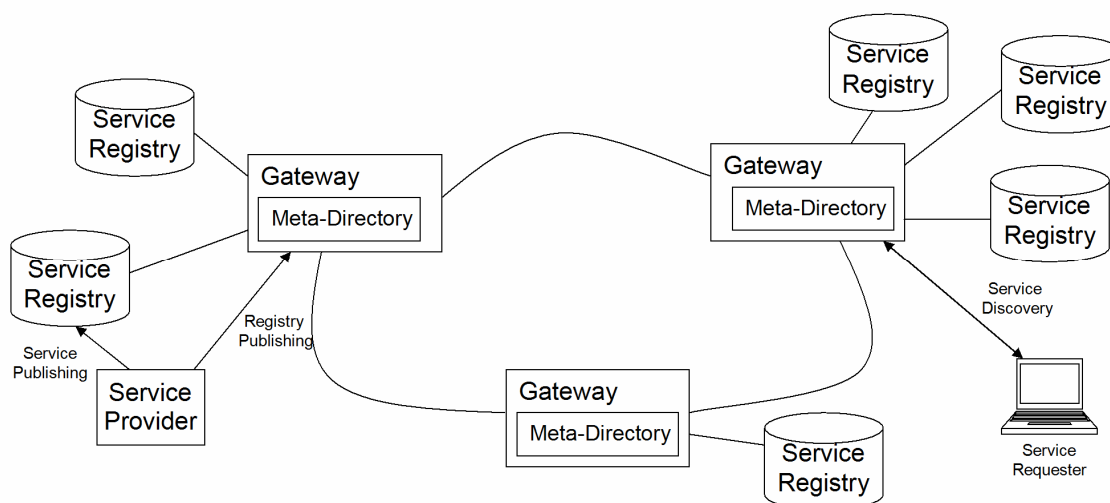 Service
Registry
Service
Registry
Service
Registry
Gateway
Meta-Directory
Gateway
Meta-Directory
Service
Registry
Service
Registry
Service
Publishing
Registry
Publishing
Service
Provider
Service
Discovery
Gateway
Meta-Directory
Service
Registry
Service
Requester